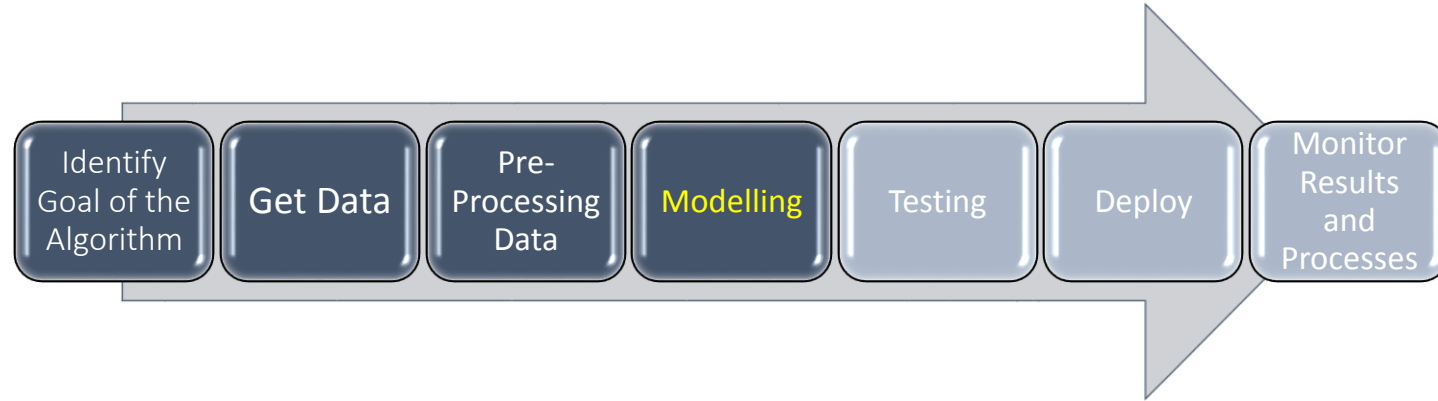 Identify
Goal of the
Algorithm
Get Data
Pre-
Processing
Data
Modelling
Testing
Deploy
Monitor
Results
and
Processes